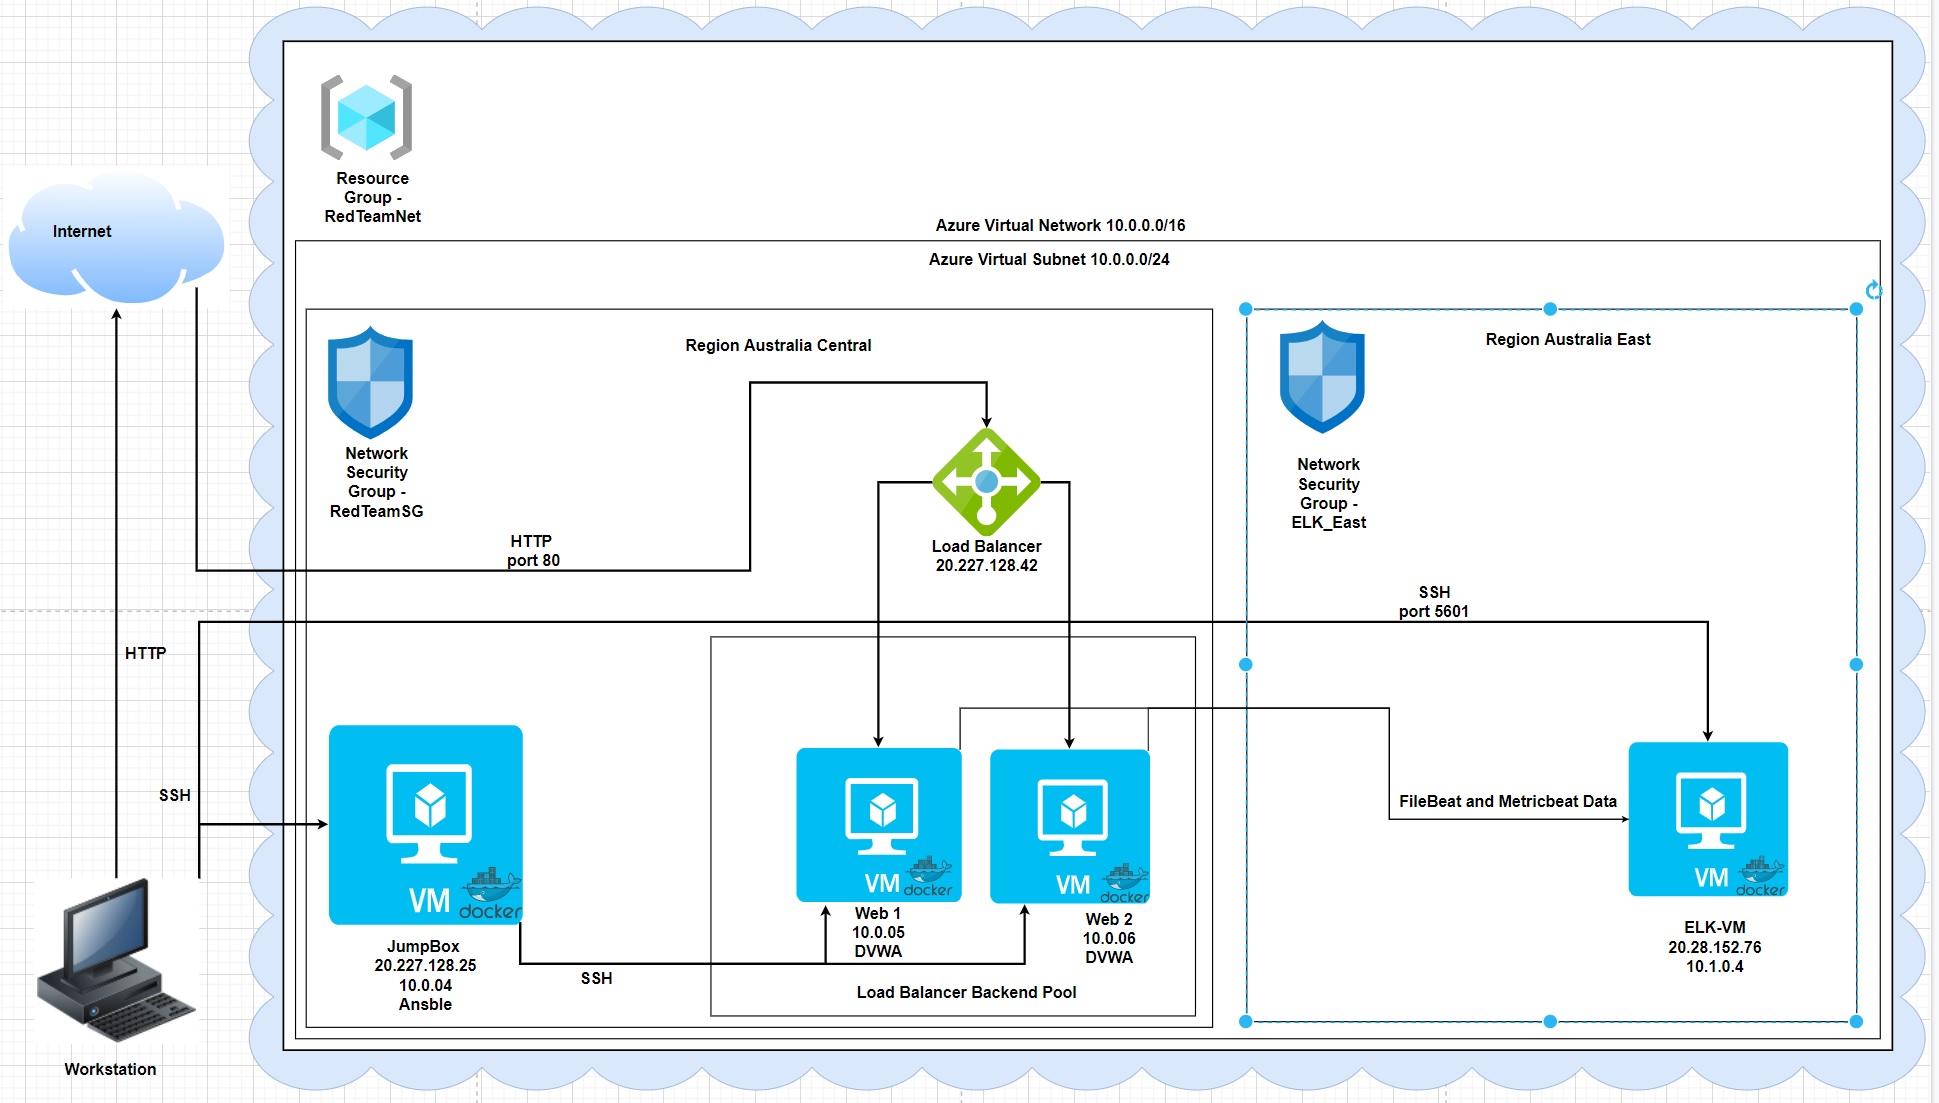 Resource
Group -
RedTeamNet
Internet
Azure Virtual Network 10.0.0.0/16
Azure Virtual Subnet 10.0.0.0/24
Region Australia Central
Region Australia East
Network
Security
Group -
RedTeamSG
Network
Security
Group -
ELK_East
HTTP
port 80
Load Balancer
20.227.128.42
SSH
port 5601
HTTP
SSH
FileBeat and Metricbeat Data
VM
docker
VM
docker
VM
docker
VM
docker
JumpBox
20.227.128.25
10.0.04
Ansble
SSH
Web 1
10.0.05
DVWA
Web 2
10.0.06
DVWA
ELK-VM
20.28.152.76
10.1.0.4
Load Balancer Backend Pool
Workstation